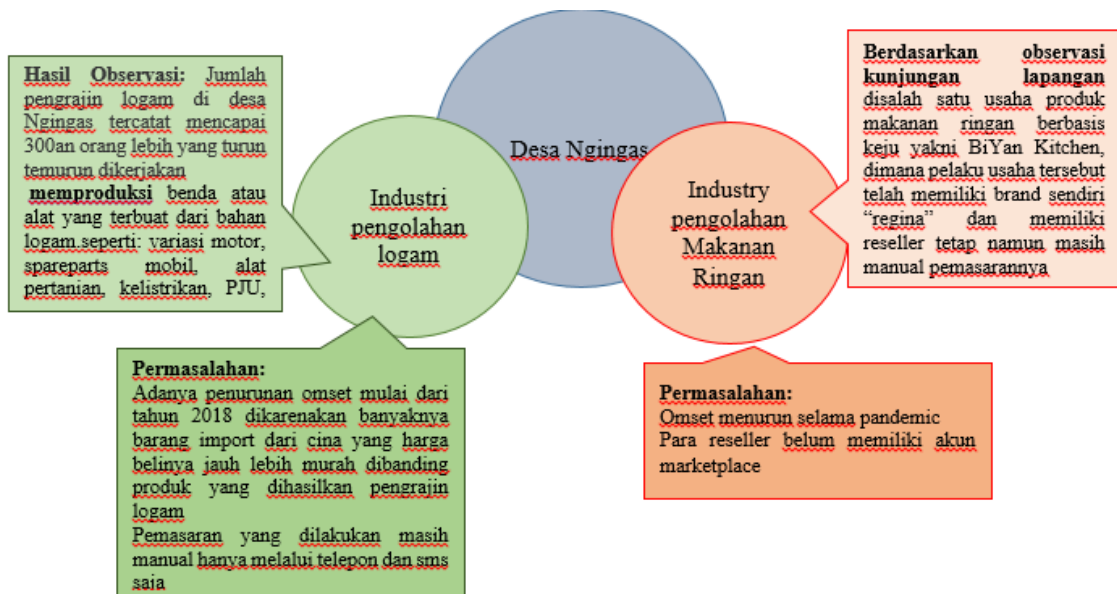 Hasil Observasi: Jumlah
pengrajin logam di desa
Ngingas tercatat mencapai
300an orang lebih yang turun
temurun dikerjakan
memproduksi benda atau
alat yang terbuat dari bahan
logam.seperti: variasi motor,
spareparts mobil, alat
pertanian, kelistrikan, PJU,
Industri
pengolahan
logam
Desa Ngingas
Industry
pengolahan
Makanan
Ringan
Berdasarkan observasi
kunjungan lapangan
disalah satu usaha produk
makanan ringan berbasis
keju yakni BiYan Kitchen,
dimana pelaku usaha tersebut
telah memiliki brand sendiri
“regina” dan memiliki
reseller tetap namun masih
manual pemasarannya
Permasalahan:
Adanya penurunan omset mulai dari
tahun 2018 dikarenakan banyaknya
barang import dari cina yang harga
belinya jauh lebih murah dibanding
produk yang dihasilkan pengrajin
logam
Pemasaran yang dilakukan masih
manual hanya melalui telepon dan sms
saja
Permasalahan:
Omset menurun selama pandemic
Para reseller belum memiliki akun
marketplace